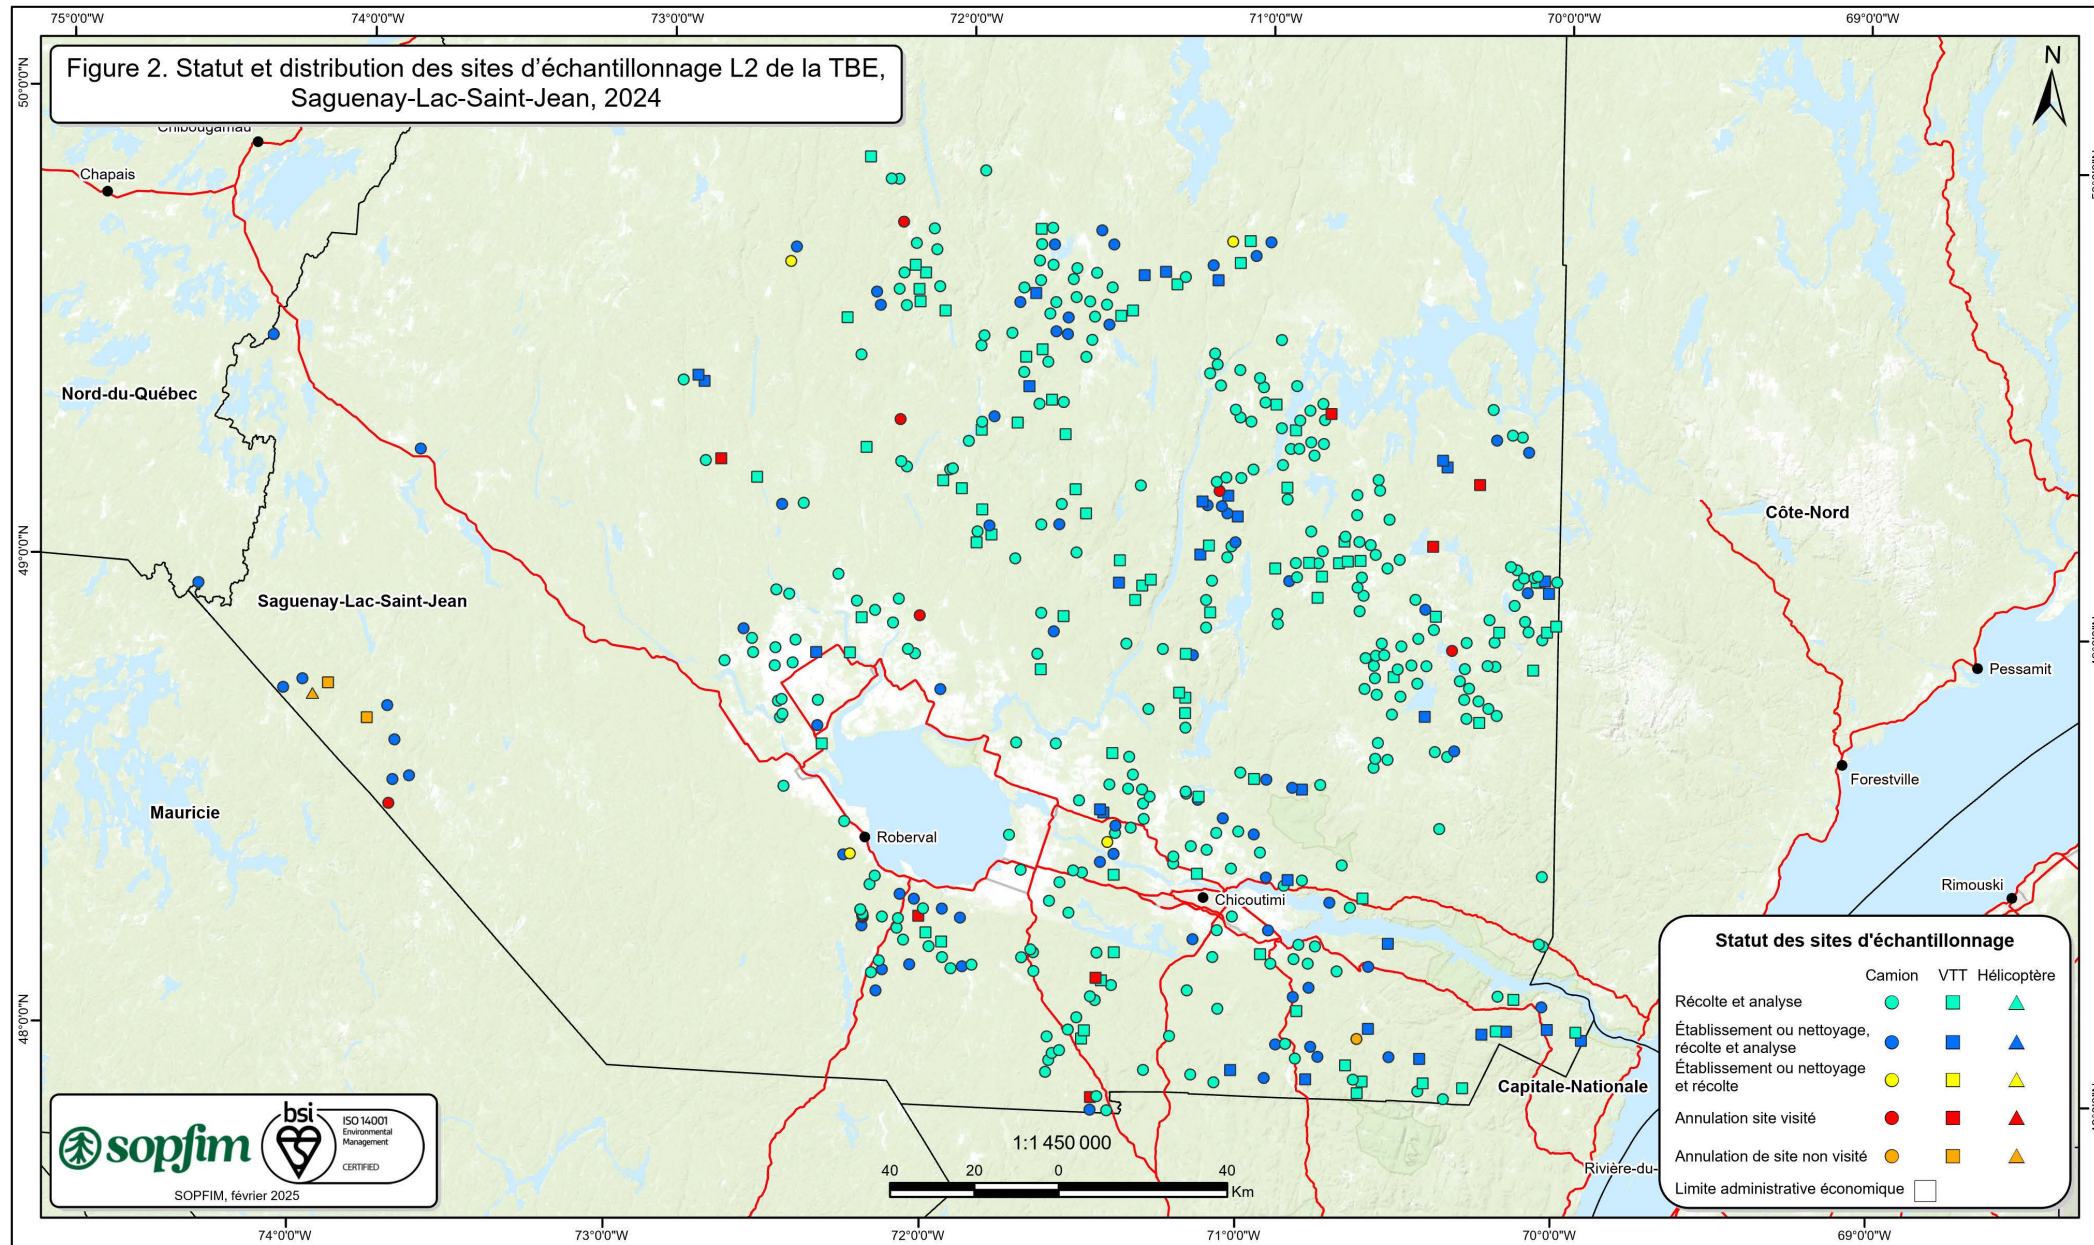 75°0'0"W
74°0'0"W
73°0'0"W
72°0'0"W
71°0'0"W
70°0'0"W
69°0'0"W
Figure 2. Statut et distribution des sites d'échantillonnage L2 de la TBE,
Saguenay-Lac-Saint-Jean, 2024
N
50°0'0"N
Chibougamau
Chapais
Nord-du-Québec
Côte-Nord
49°0'0"N
Saguenay-Lac-Saint-Jean
Pessamit
Forestville
Mauricie
Roberval
Rimouski
Chicoutimi
48°0'0"N
Capitale-Nationale
Rivière-du-
Statut des sites d'échantillonnage
Camion VTT Hélicoptère
Récolte et analyse
Établissement ou nettoyage,
récolte et analyse
Établissement ou nettoyage
et récolte
Annulation site visité
Annulation de site non visité
Limite administrative économique
sopfim
bsi
ISO 14001
Environmental
Management
CERTIFIED
SOPFIM, février 2025
1:1 450 000
40 20 0 40
Km
74°0'0"W
73°0'0"W
72°0'0"W
71°0'0"W
70°0'0"W
69°0'0"W